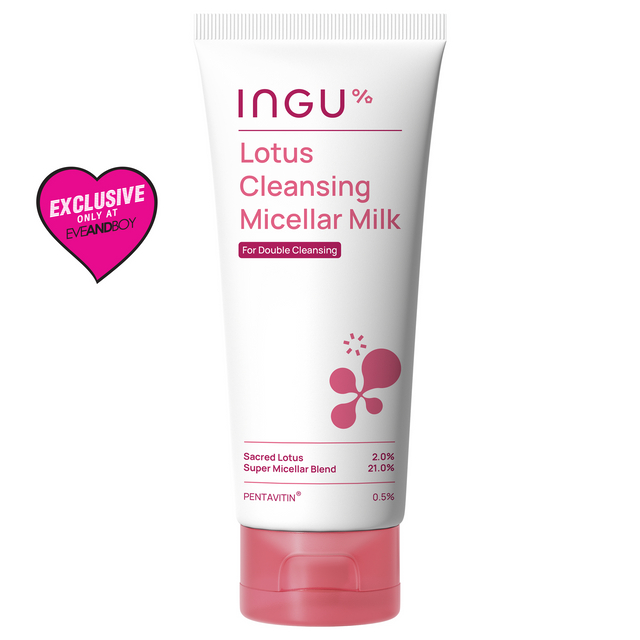 INGU%
Lotus
Cleansing
Micellar Milk
For Double Cleansing
EXCLUSIVE
ONLY AT
EVEANDBOY
Sacred Lotus 2.0%
Super Micellar Blend 21.0%
PENTAVITIN® 0.5%